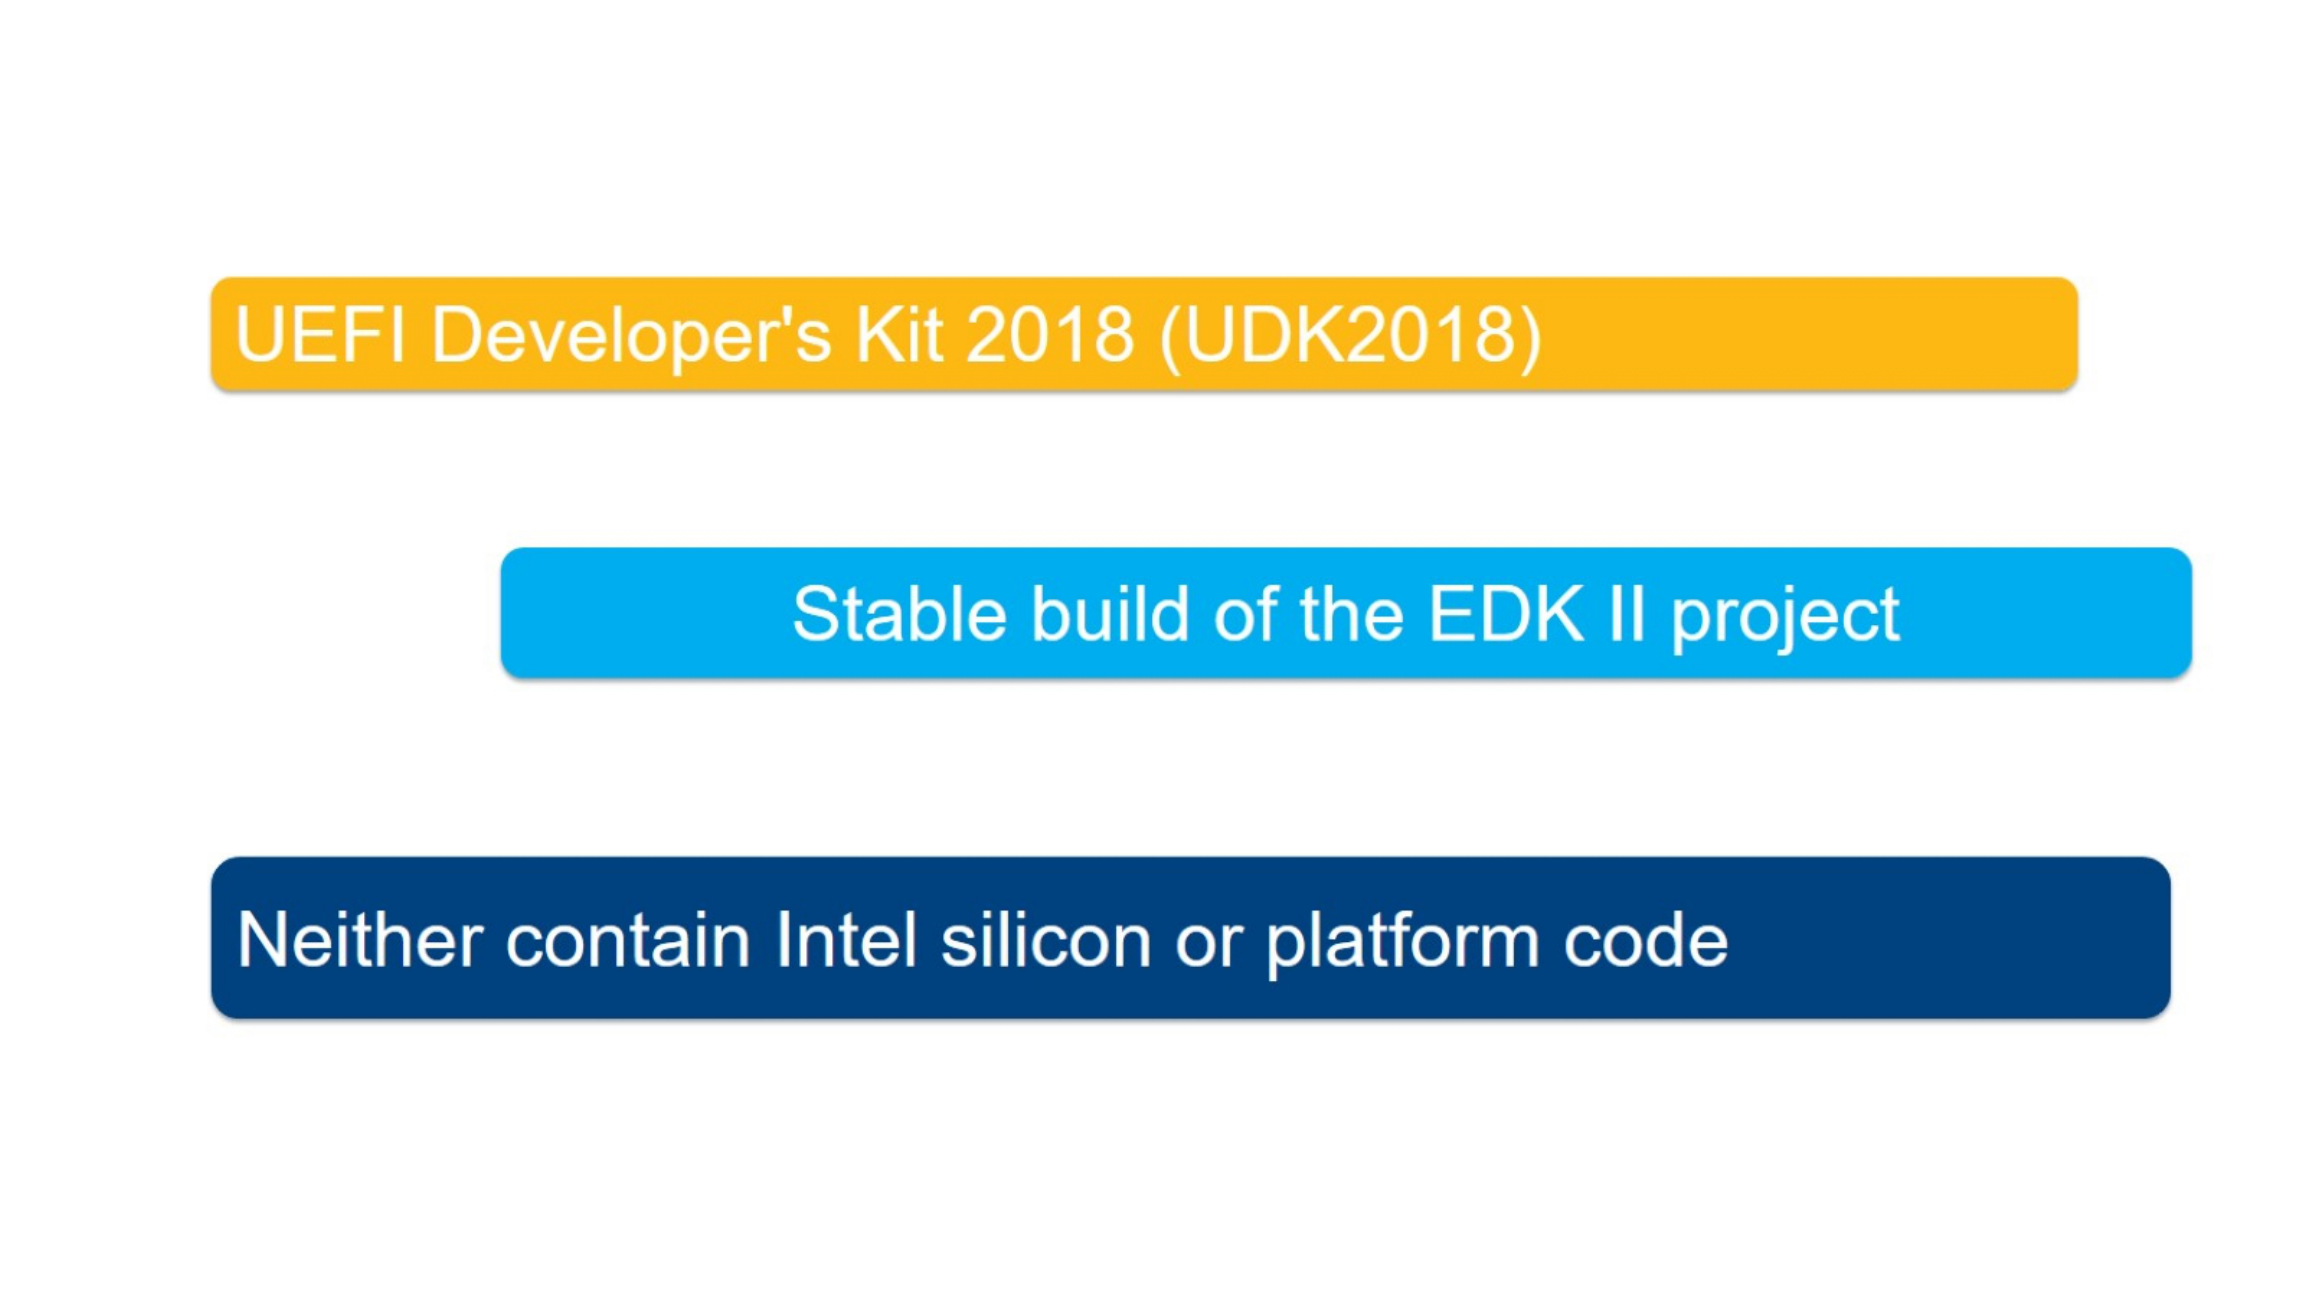 UEFI Developer's Kit 2018 (UDK2018)
Stable build of the EDK II project
Neither contain Intel silicon or platform code